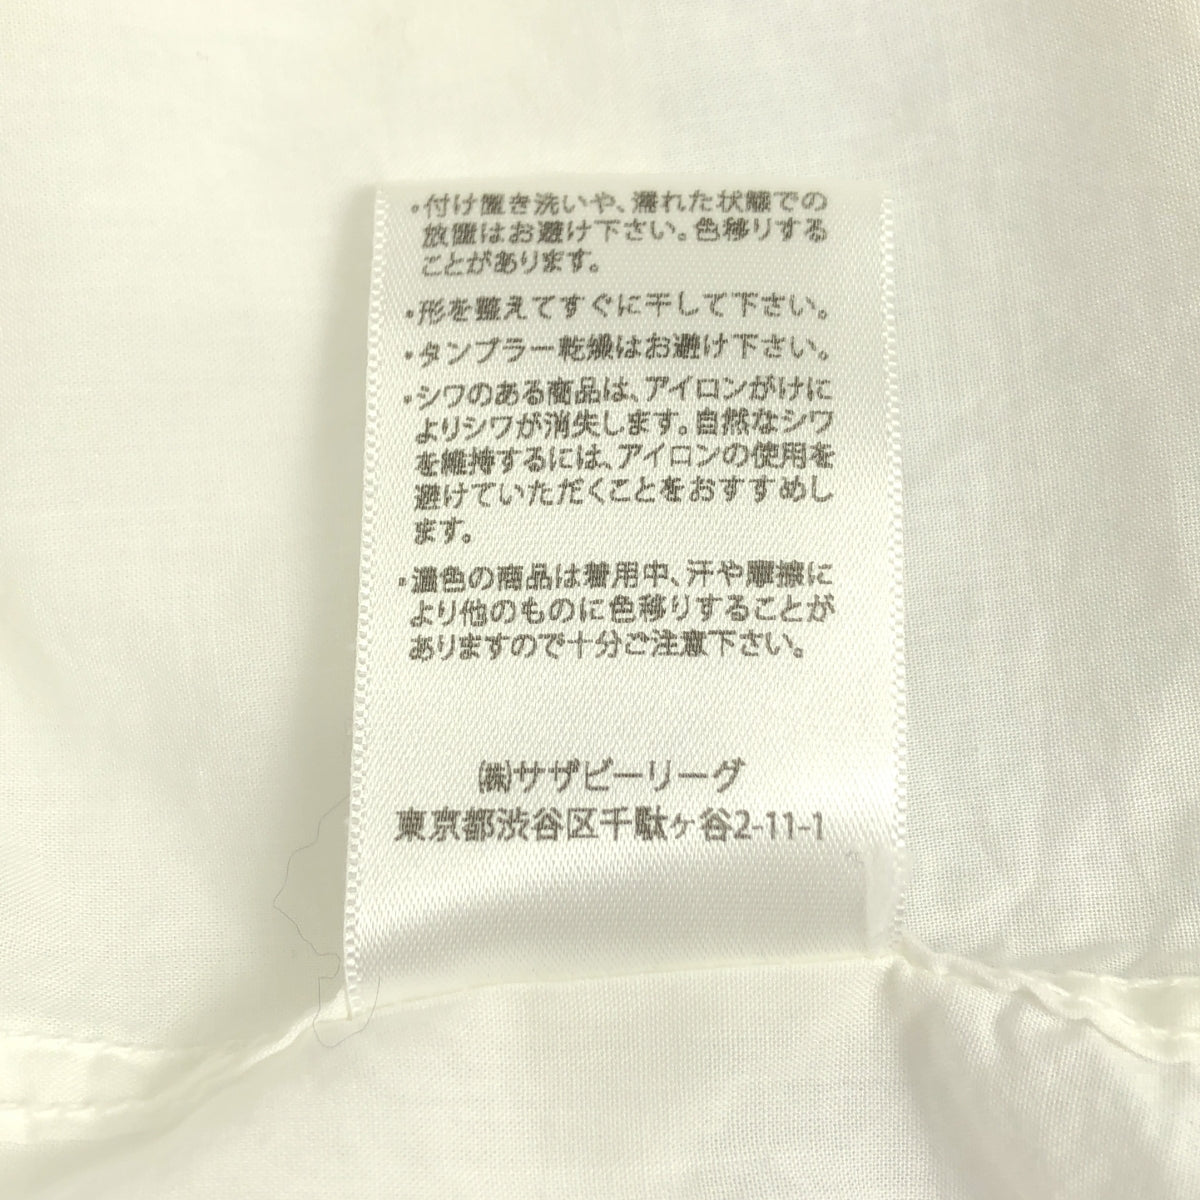 ・付け置き洗いや、濡れた状態での
放置はお避け下さい。色移りする
ことがあります。
・形を整えてすぐに干して下さい。
・タンブラー乾燥はお避け下さい。
・シワのある商品は、アイロンがけに
よりシワが消失します。自然なシワ
を維持するには、アイロンの使用を
避けていただくことをおすすめし
ます。
・濃色の商品は着用中、汗や摩擦に
より他のものに色移りすることが
ありますので十分ご注意下さい。
㈱サザビーリーグ
東京都渋谷区千駄ヶ谷2-11-1